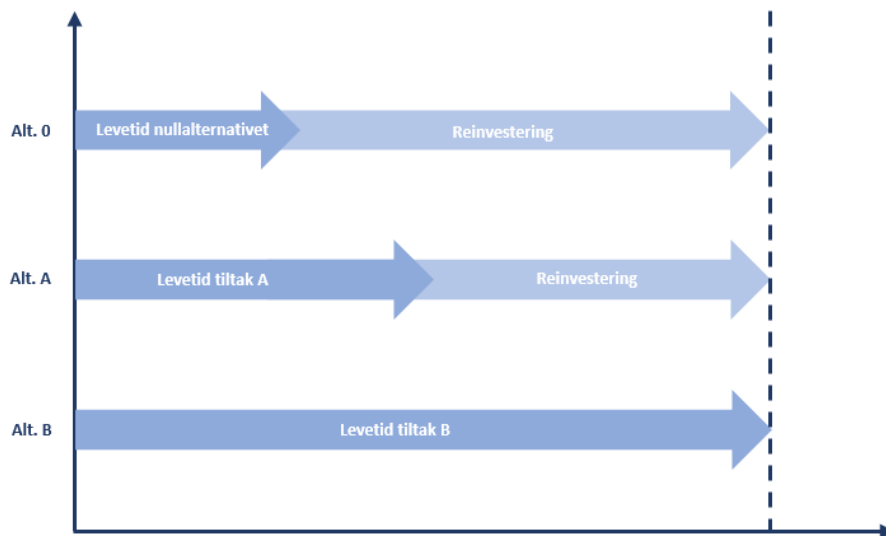 Alt. 0
Levetid nullalternativet
Reinvestering
Alt. A
Levetid tiltak A
Reinvestering
Alt. B
Levetid tiltak B